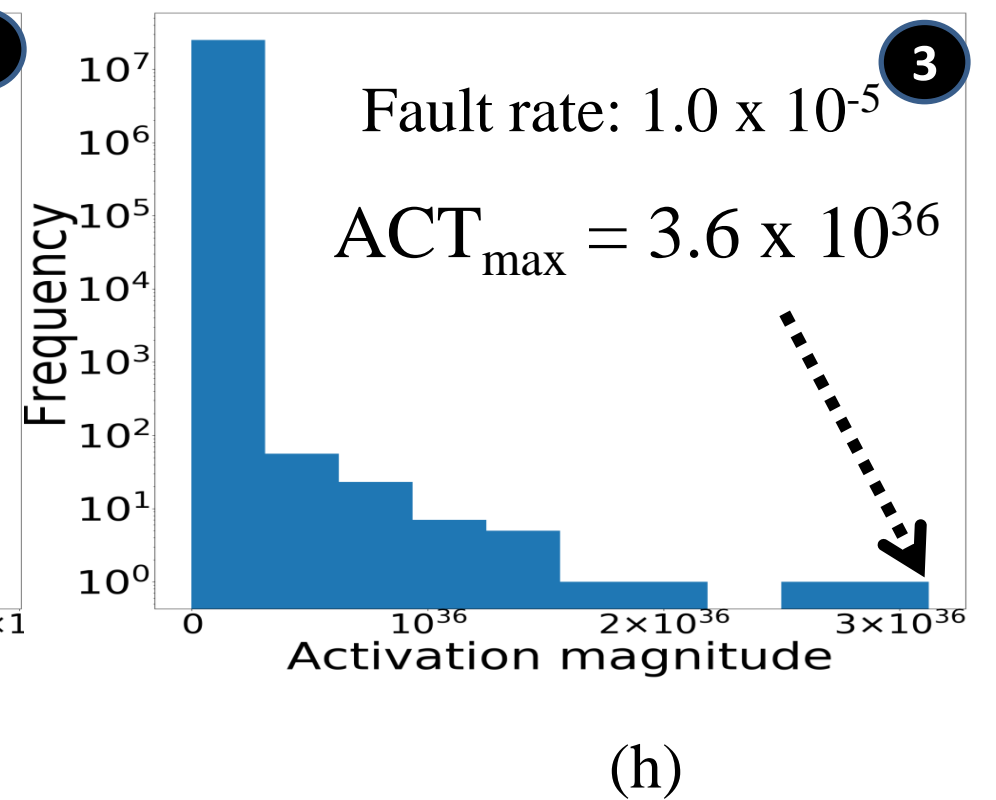 3
Fault rate: 1.0 x 10⁻⁵
ACTₘₐₓ = 3.6 x 10³⁶
Frequency
10⁷
10⁶
10⁵
10⁴
10³
10²
10¹
10⁰
×1
0 10³⁶ 2×10³⁶ 3×10³⁶
Activation magnitude
(h)